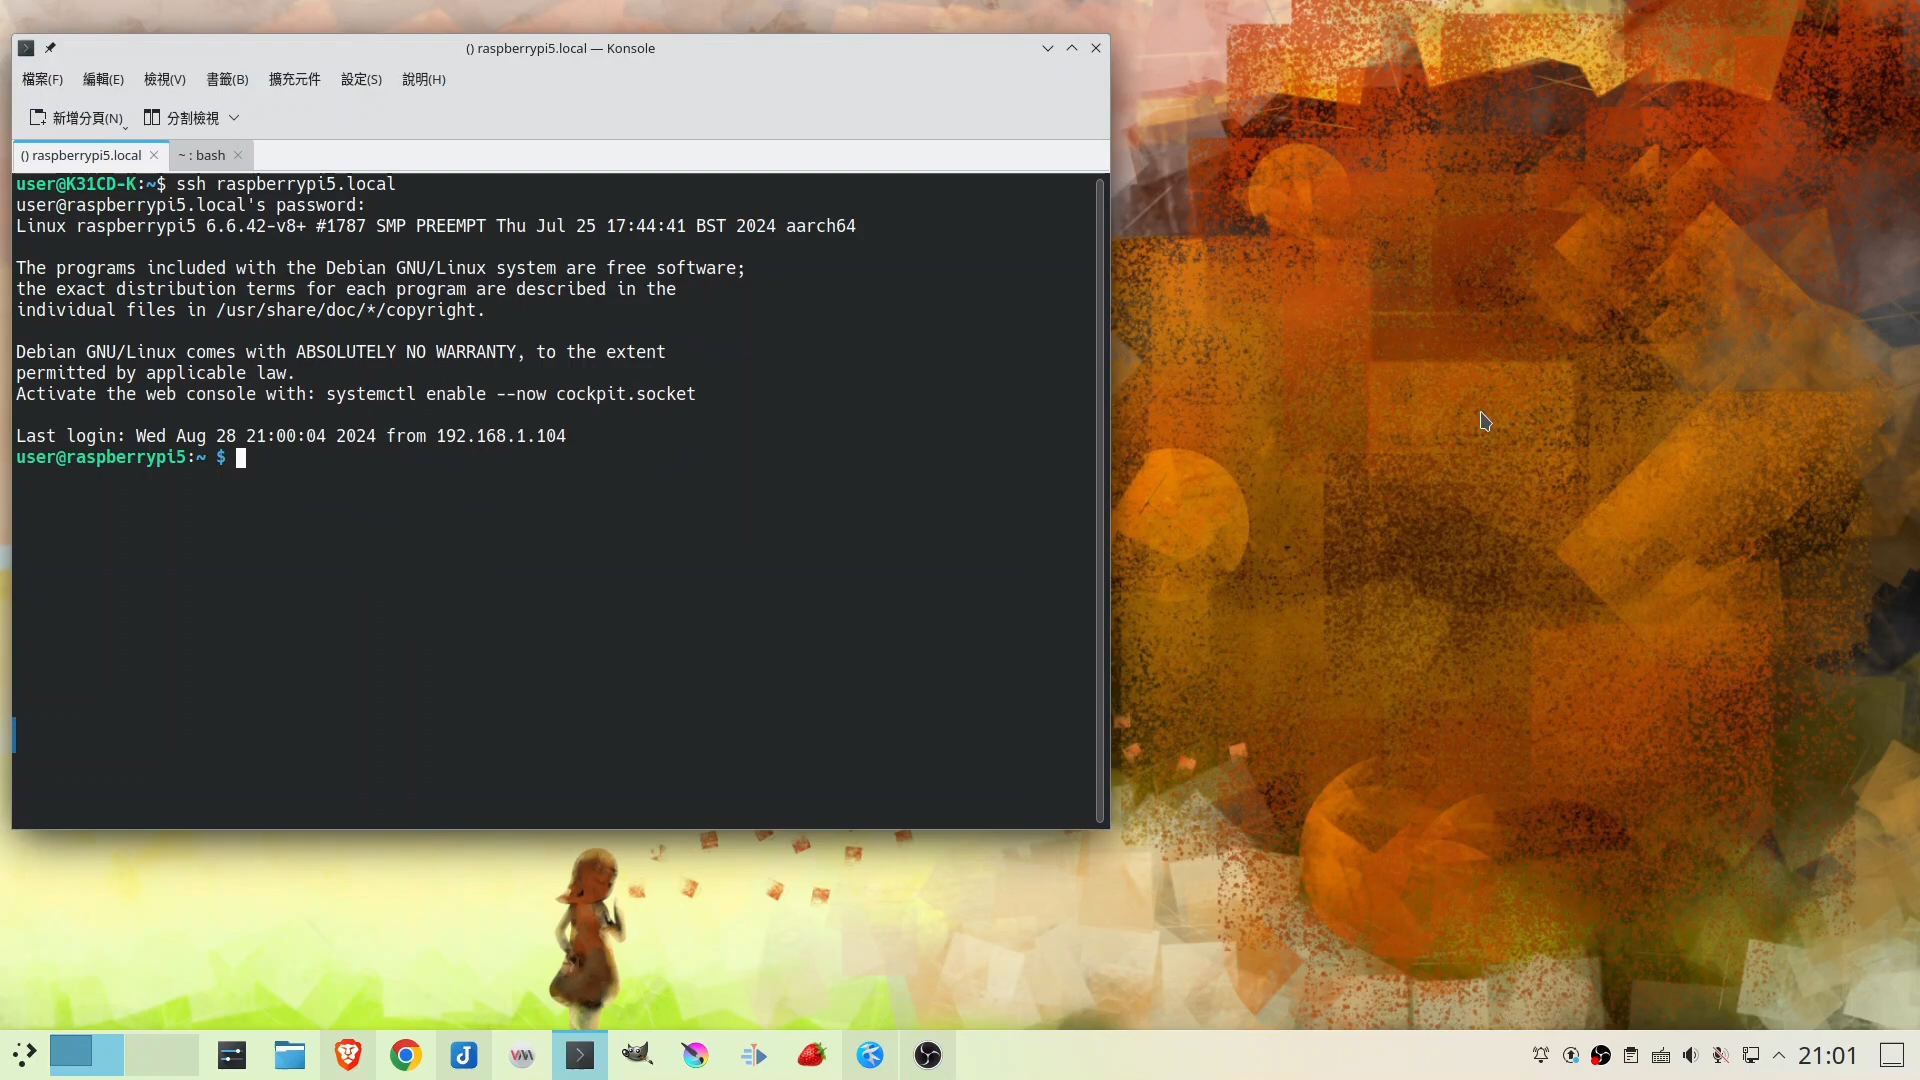 () raspberrypi5.local — Konsole
檔案(F) 編輯(E) 檢視(V) 書籤(B) 擴充元件 設定(S) 說明(H)
新增分頁(N) 分割檢視
() raspberrypi5.local ~ : bash
user@K31CD-K:~$ ssh raspberrypi5.local
user@raspberrypi5.local's password:
Linux raspberrypi5 6.6.42-v8+ #1787 SMP PREEMPT Thu Jul 25 17:44:41 BST 2024 aarch64
The programs included with the Debian GNU/Linux system are free software;
the exact distribution terms for each program are described in the
individual files in /usr/share/doc/*/copyright.
Debian GNU/Linux comes with ABSOLUTELY NO WARRANTY, to the extent
permitted by applicable law.
Activate the web console with: systemctl enable --now cockpit.socket
Last login: Wed Aug 28 21:00:04 2024 from 192.168.1.104
user@raspberrypi5:~ $
21:01